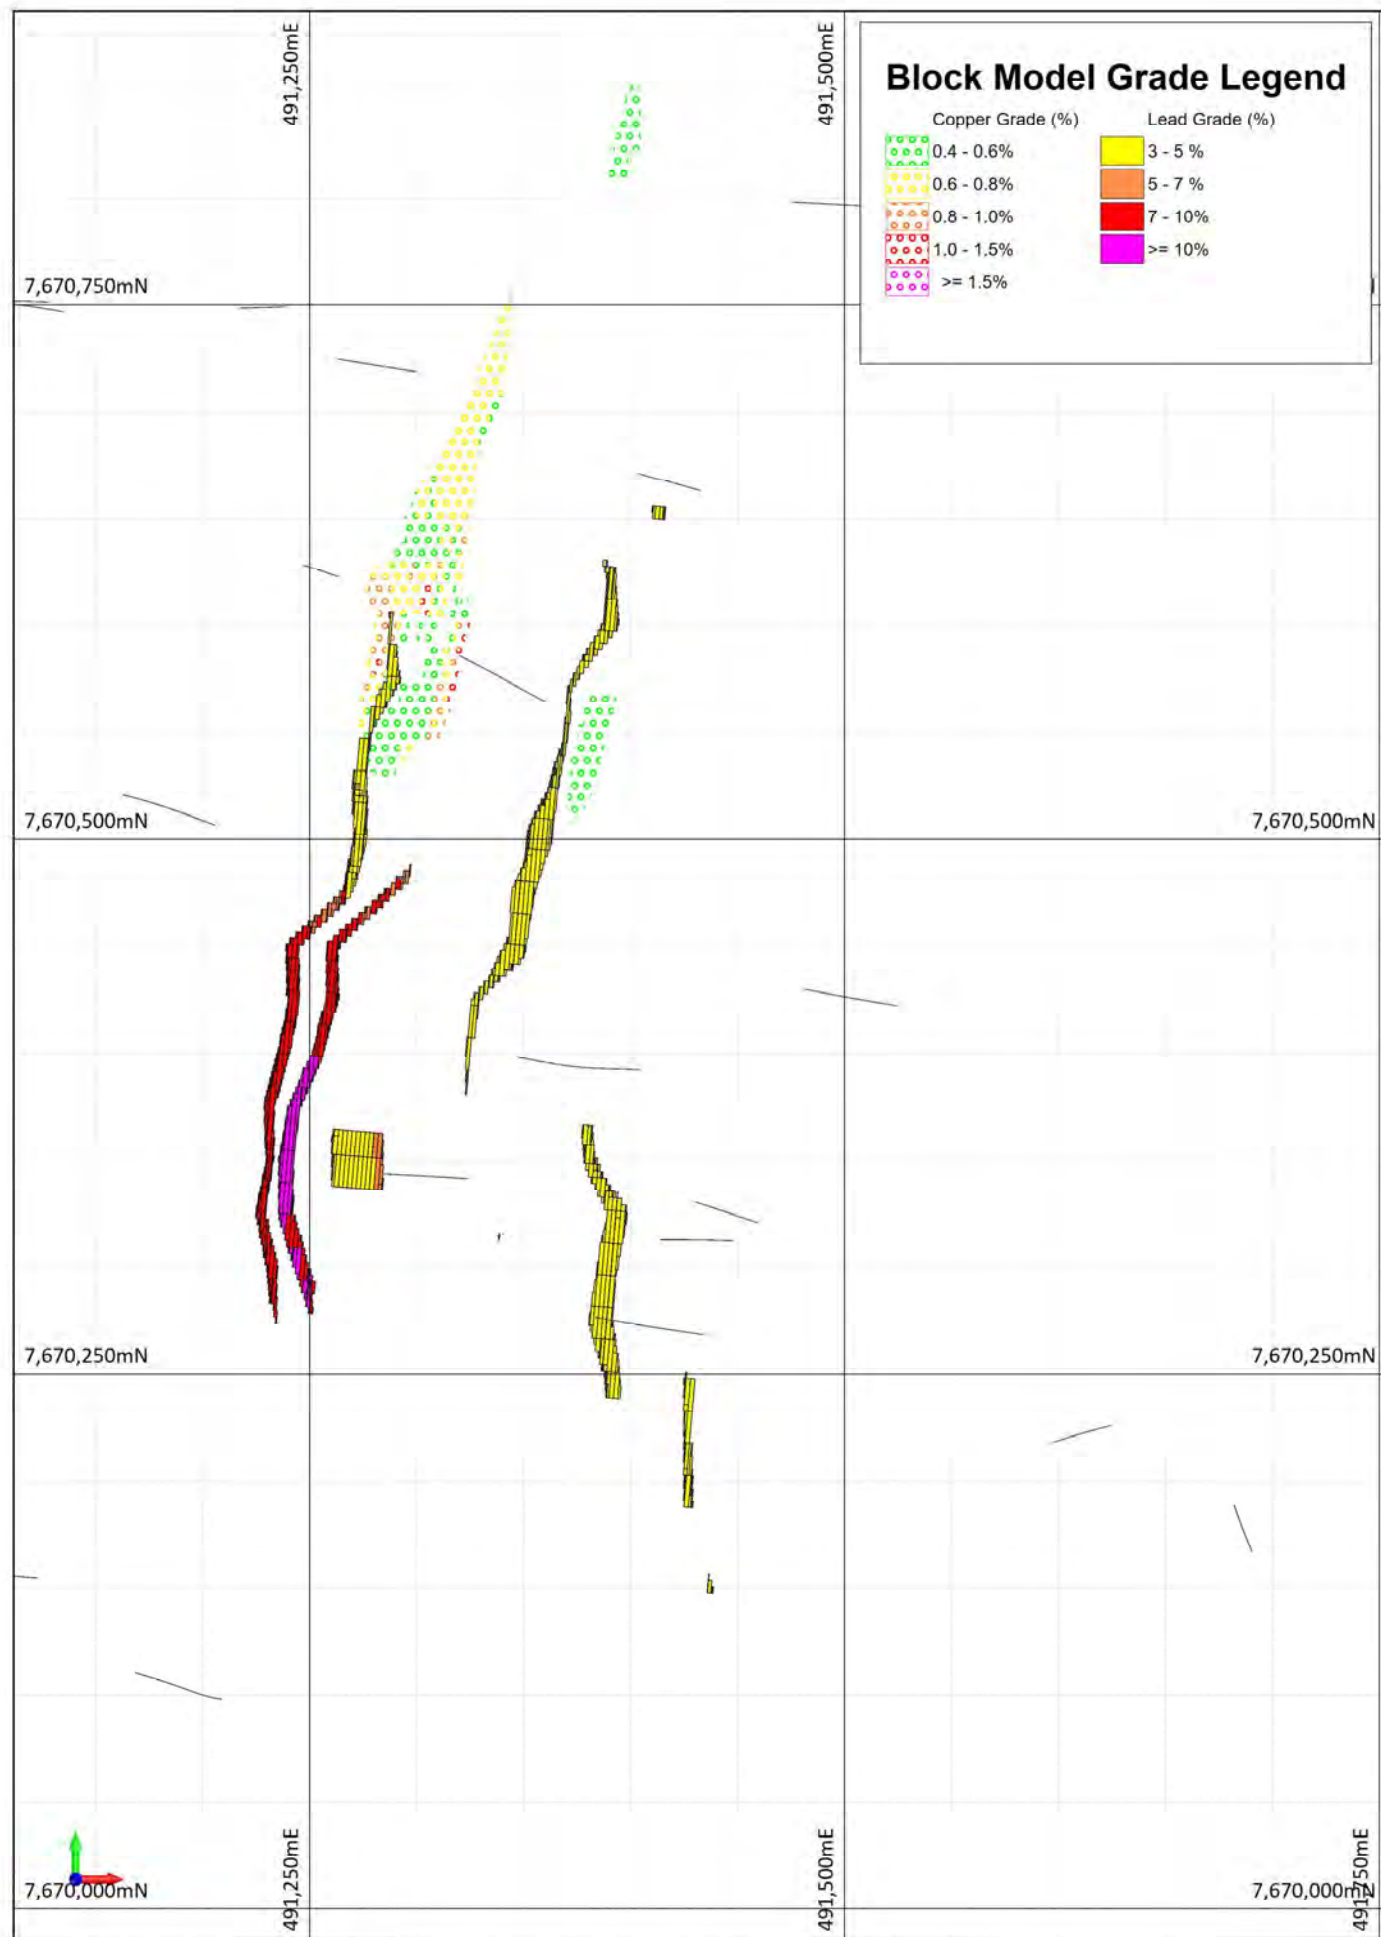 491,250mE
491,500mE
Block Model Grade Legend
Copper Grade (%)
Lead Grade (%)
0.4 - 0.6%
3 - 5 %
0.6 - 0.8%
5 - 7 %
0.8 - 1.0%
7 - 10%
1.0 - 1.5%
>= 10%
>= 1.5%
7,670,750mN
7,670,500mN
7,670,500mN
7,670,250mN
7,670,250mN
491,250mE
491,500mE
491,750mE
7,670,000mN
7,670,000mN